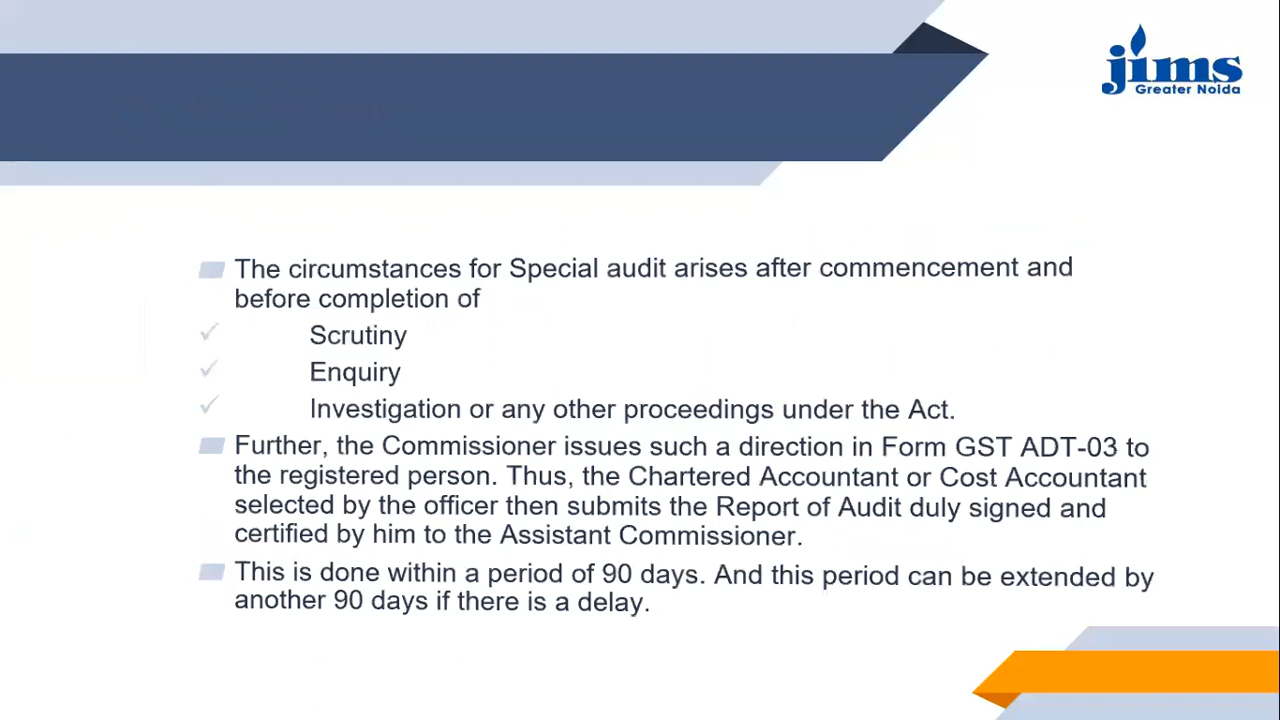 jims
Greater Noida
The circumstances for Special audit arises after commencement and
before completion of
Scrutiny
Enquiry
Investigation or any other proceedings under the Act.
Further, the Commissioner issues such a direction in Form GST ADT-03 to
the registered person. Thus, the Chartered Accountant or Cost Accountant
selected by the officer then submits the Report of Audit duly signed and
certified by him to the Assistant Commissioner.
This is done within a period of 90 days. And this period can be extended by
another 90 days if there is a delay.